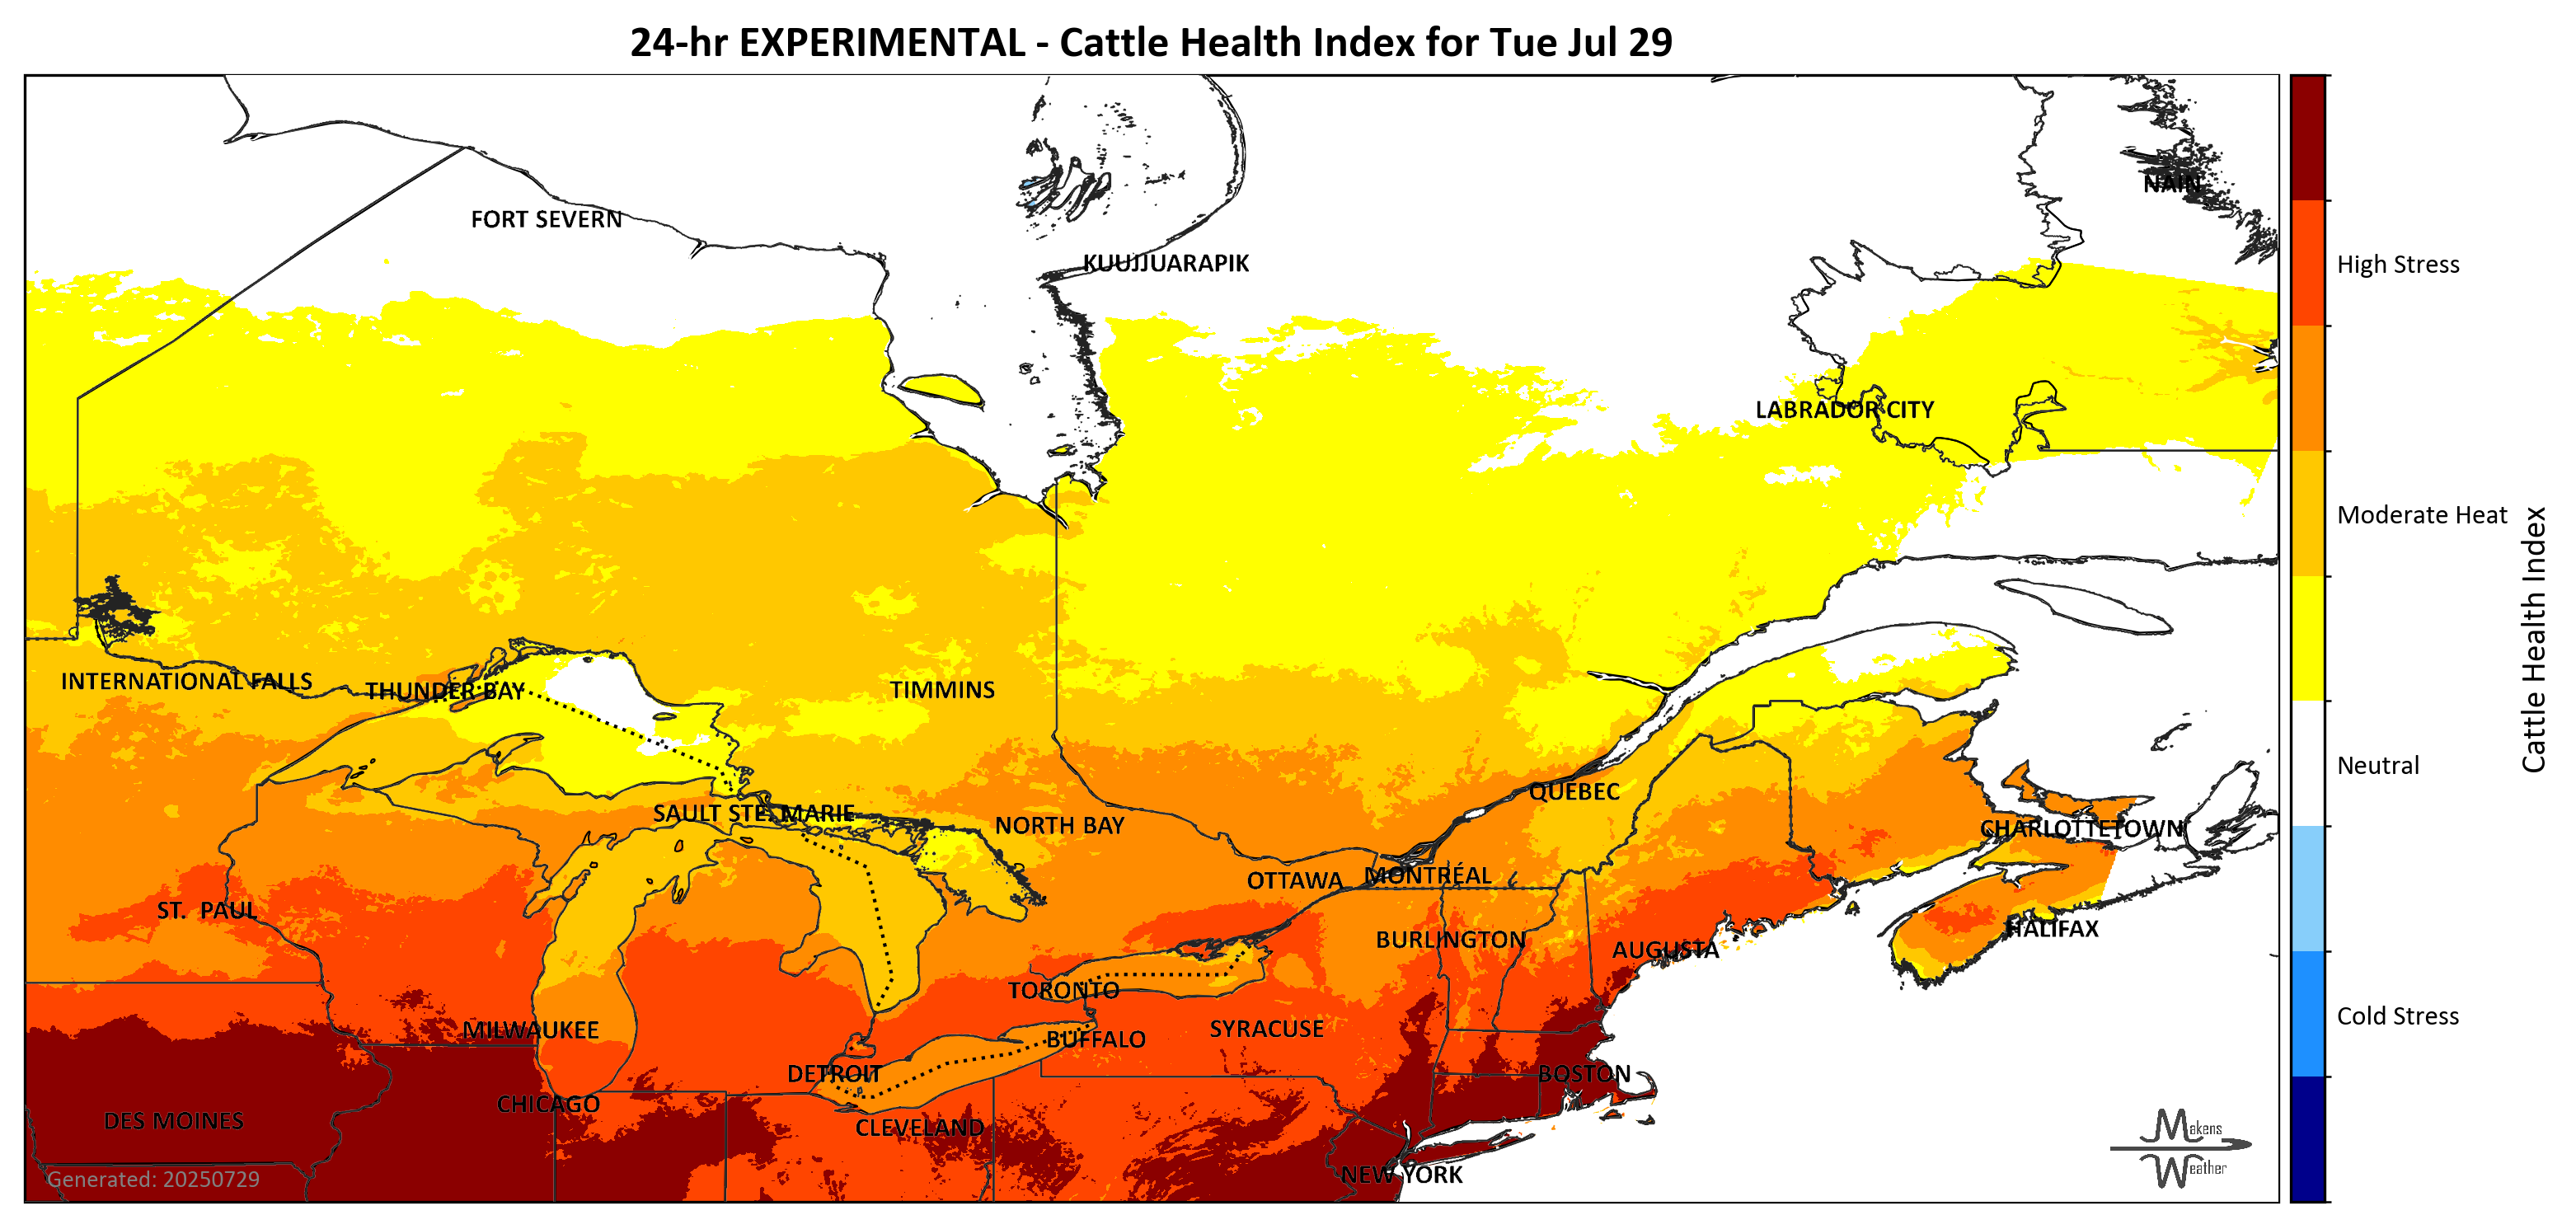 24-hr EXPERIMENTAL - Cattle Health Index for Tue Jul 29
NAIN
FORT SEVERN
KUUJJUARAPIK
High Stress
LABRADOR CITY
Moderate Heat
Cattle Health Index
INTERNATIONAL FALLS
THUNDER BAY
TIMMINS
Neutral
QUEBEC
SAULT STE. MARIE
NORTH BAY
CHARLOTTETOWN
OTTAWA
MONTRÉAL
ST. PAUL
HALIFAX
BURLINGTON
AUGUSTA
TORONTO
Cold Stress
MILWAUKEE
SYRACUSE
BUFFALO
DETROIT
BOSTON
CHICAGO
DES MOINES
CLEVELAND
Makens
Weather
NEW YORK
Generated: 20250729